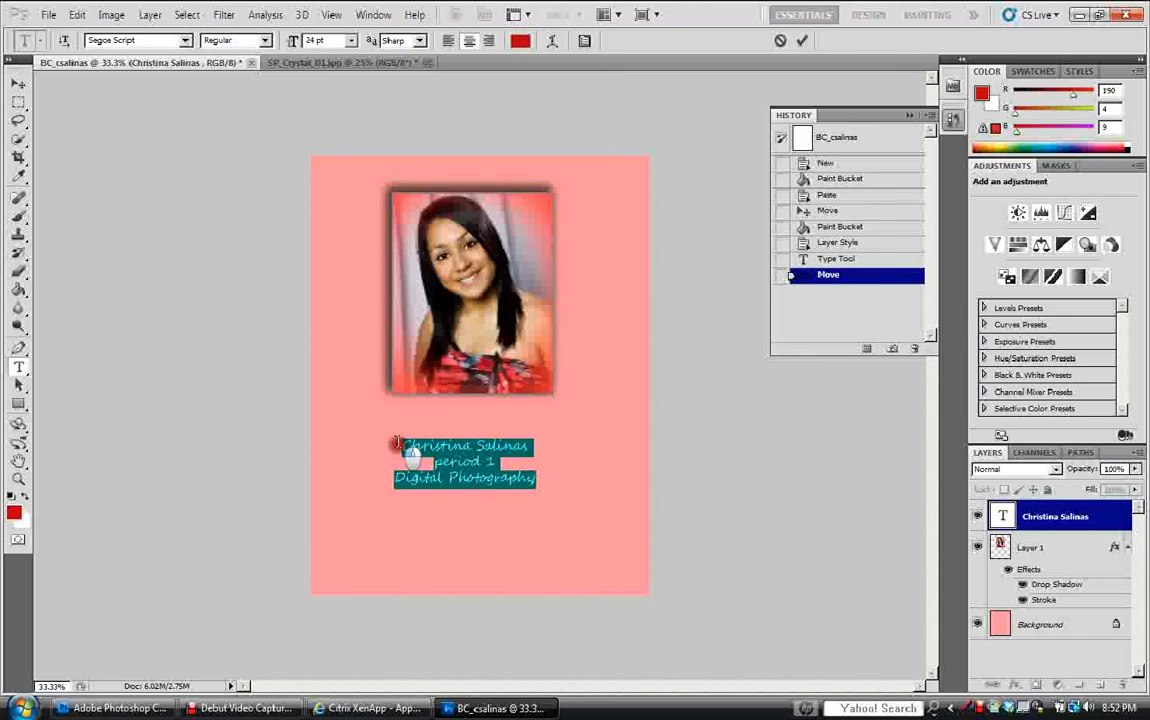 File Edit Image Layer Select Filter Analysis 3D View Window Help
ESSENTIALS DESIGN PAINTING CS Live
Segoe Script Regular 24 pt Sharp
BC_csalinas @ 33.3% (Christina Salinas , RGB/8) *
SP_Crystal_01.jpg @ 25% (RGB/8*) *
HISTORY
BC_csalinas
New
Paint Bucket
Paste
Move
Paint Bucket
Layer Style
Type Tool
Move
Christina Salinas
period 1
Digital Photography
COLOR SWATCHES STYLES
R 190
G 4
B 9
ADJUSTMENTS MASKS
Add an adjustment
Levels Presets
Curves Presets
Exposure Presets
Hue/Saturation Presets
Black & White Presets
Channel Mixer Presets
Selective Color Presets
LAYERS CHANNELS PATHS
Normal Opacity: 100%
Lock: Fill:
Christina Salinas
Layer 1 fx
Effects
Drop Shadow
Stroke
Background
33.33% Doc: 6.02M/2.75M
Adobe Photoshop C...
Debut Video Captur...
Citrix XenApp - App...
BC_csalinas @ 33.3...
Yahoo! Search
8:52 PM